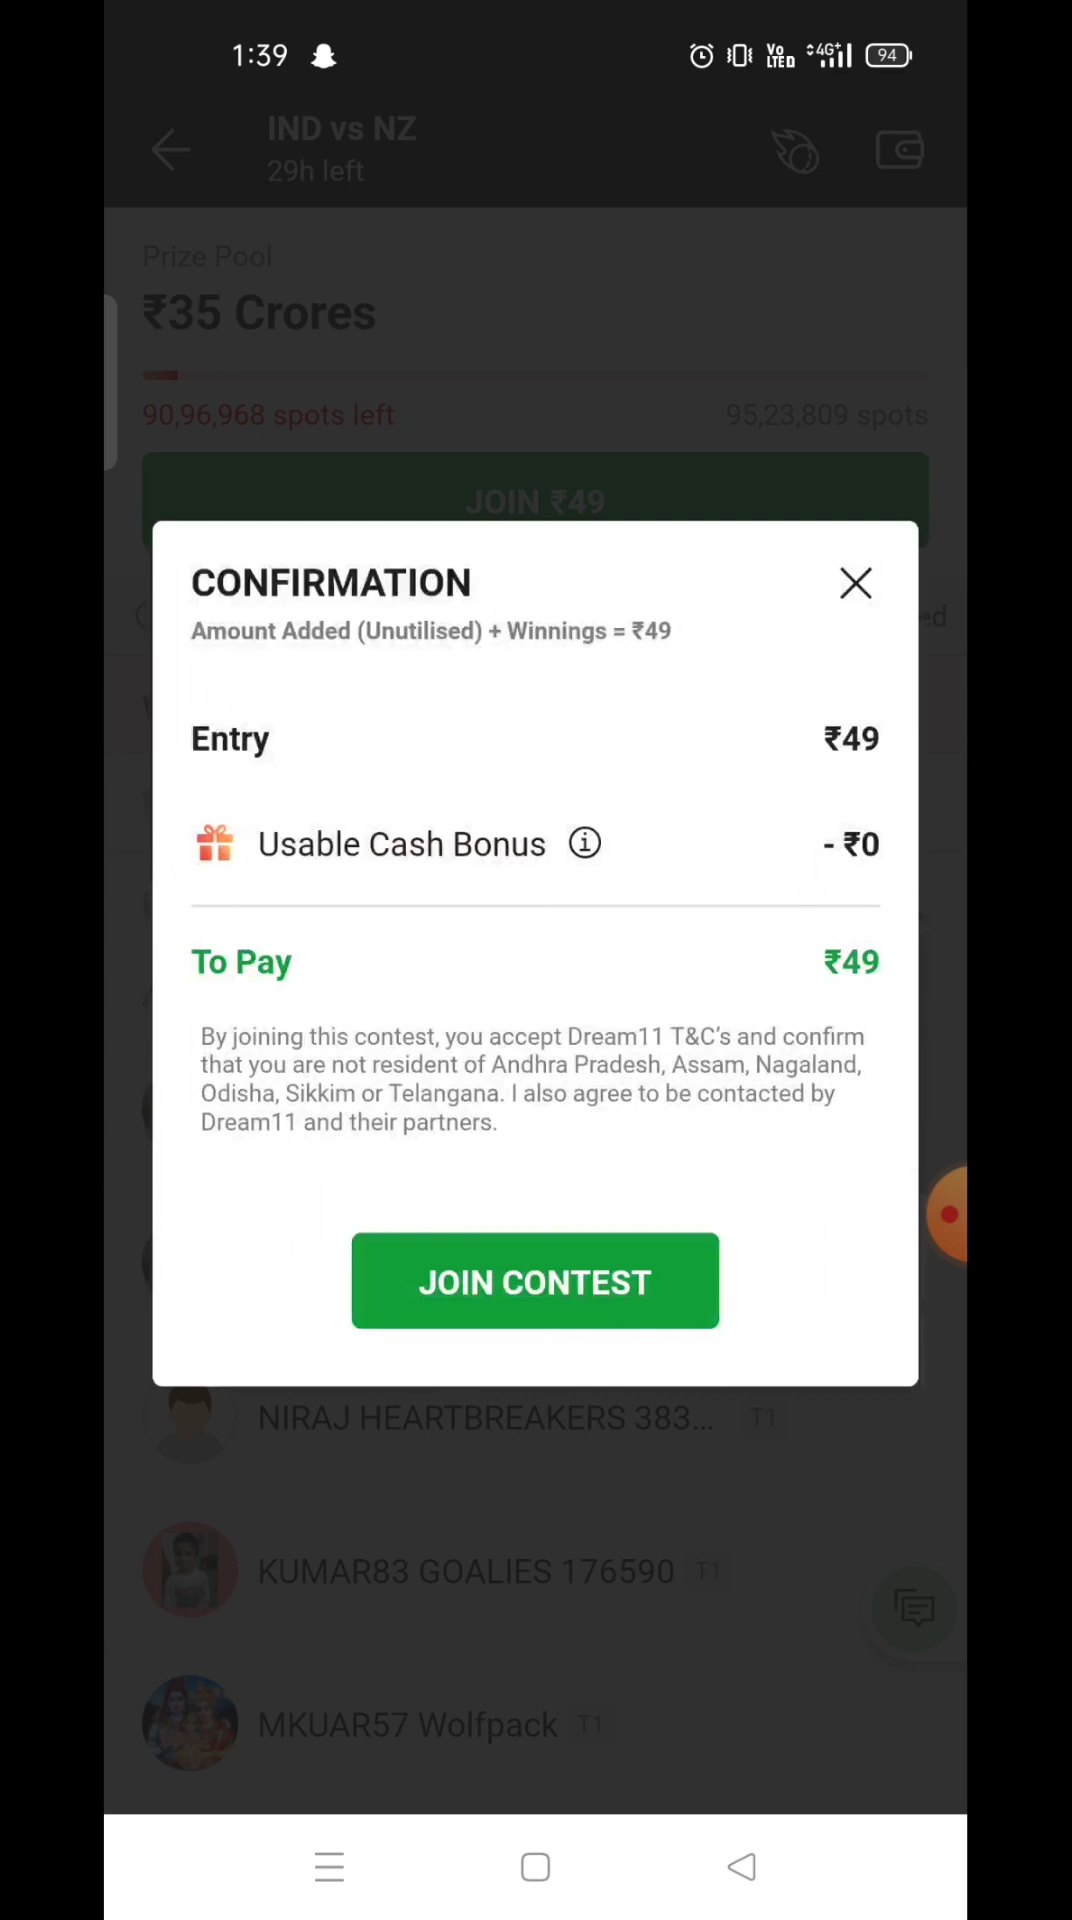 1:39
Vo LTED 4G+ 94
IND vs NZ
29h left
Prize Pool
₹35 Crores
90,96,968 spots left
95,23,809 spots
JOIN ₹49
CONFIRMATION
Amount Added (Unutilised) + Winnings = ₹49
Entry
₹49
Usable Cash Bonus
- ₹0
To Pay
₹49
By joining this contest, you accept Dream11 T&C's and confirm
that you are not resident of Andhra Pradesh, Assam, Nagaland,
Odisha, Sikkim or Telangana. I also agree to be contacted by
Dream11 and their partners.
JOIN CONTEST
NIRAJ HEARTBREAKERS 383... T1
KUMAR83 GOALIES 176590 T1
MKUAR57 Wolfpack T1